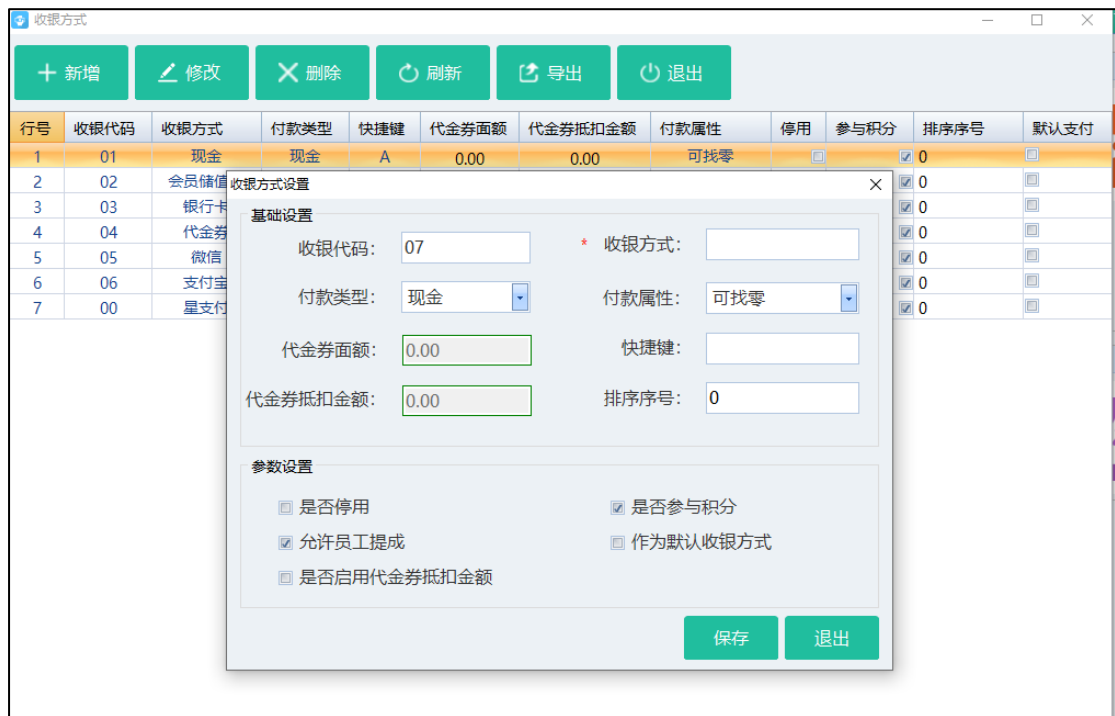 收银方式
新增 修改 删除 刷新 导出 退出
行号 收银代码 收银方式 付款类型 快捷键 代金券面额 代金券抵扣金额 付款属性 停用 参与积分 排序序号 默认支付
1 01 现金 现金 A 0.00 0.00 可找零 0
2 02 会员储值 0
3 03 银行卡 0
4 04 代金券 0
5 05 微信 0
6 06 支付宝 0
7 00 星支付 0
收银方式设置
基础设置
收银代码： 07 * 收银方式：
付款类型： 现金 付款属性： 可找零
代金券面额： 0.00 快捷键：
代金券抵扣金额： 0.00 排序序号： 0
参数设置
是否停用 是否参与积分
允许员工提成 作为默认收银方式
是否启用代金券抵扣金额
保存 退出